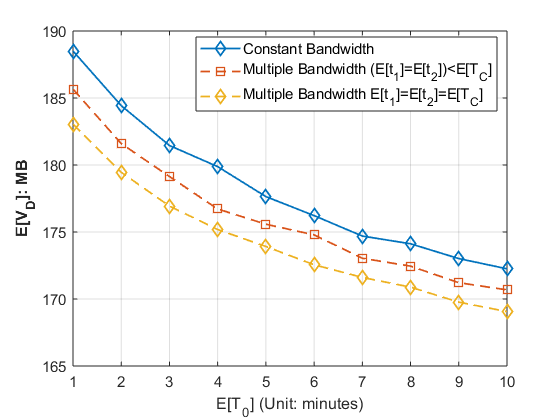 190
185
180
175
170
165
E[V_D]: MB
Constant Bandwidth
Multiple Bandwidth (E[t_1]=E[t_2])<E[T_C]
Multiple Bandwidth E[t_1]=E[t_2]=E[T_C]
1 2 3 4 5 6 7 8 9 10
E[T_0] (Unit: minutes)